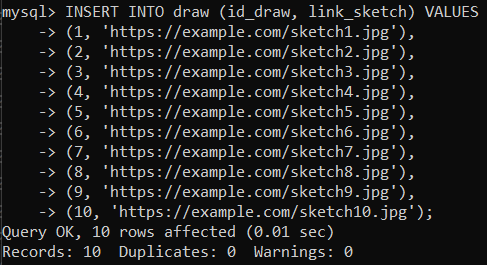 mysql> INSERT INTO draw (id_draw, link_sketch) VALUES
    -> (1, 'https://example.com/sketch1.jpg'),
    -> (2, 'https://example.com/sketch2.jpg'),
    -> (3, 'https://example.com/sketch3.jpg'),
    -> (4, 'https://example.com/sketch4.jpg'),
    -> (5, 'https://example.com/sketch5.jpg'),
    -> (6, 'https://example.com/sketch6.jpg'),
    -> (7, 'https://example.com/sketch7.jpg'),
    -> (8, 'https://example.com/sketch8.jpg'),
    -> (9, 'https://example.com/sketch9.jpg'),
    -> (10, 'https://example.com/sketch10.jpg');
Query OK, 10 rows affected (0.01 sec)
Records: 10  Duplicates: 0  Warnings: 0